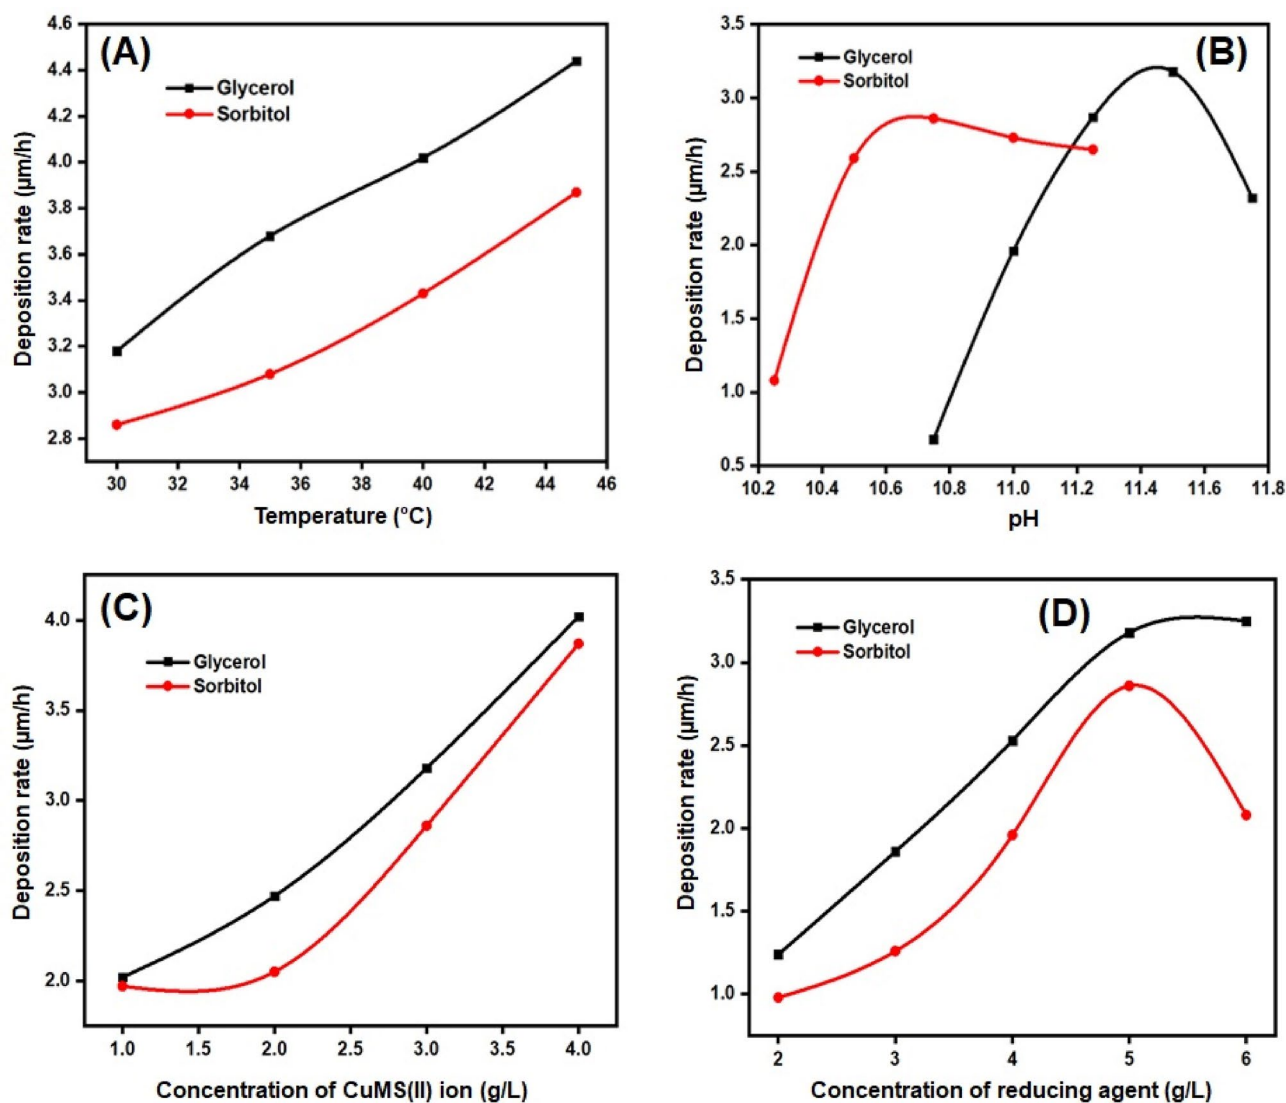 (A)
Glycerol
Sorbitol
Deposition rate (µm/h)
4.6
4.4
4.2
4.0
3.8
3.6
3.4
3.2
3.0
2.8
30 32 34 36 38 40 42 44 46
Temperature (°C)
(B)
Glycerol
Sorbitol
Deposition rate (µm/h)
3.5
3.0
2.5
2.0
1.5
1.0
0.5
10.2 10.4 10.6 10.8 11.0 11.2 11.4 11.6 11.8
pH
(C)
Glycerol
Sorbitol
Deposition rate (µm/h)
4.0
3.5
3.0
2.5
2.0
1.0 1.5 2.0 2.5 3.0 3.5 4.0
Concentration of CuMS(II) ion (g/L)
(D)
Glycerol
Sorbitol
Deposition rate (µm/h)
3.5
3.0
2.5
2.0
1.5
1.0
2 3 4 5 6
Concentration of reducing agent (g/L)